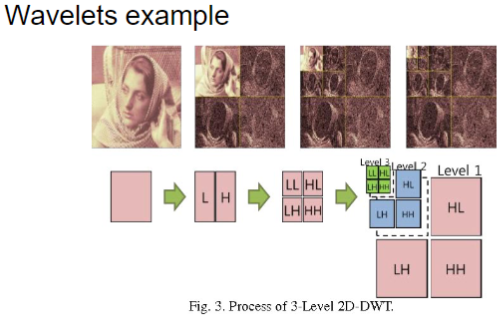 Wavelets example
Level 3
Level 2
Level 1
L H
LL HL
LH HH
LL HL
LH HH
HL
LH HH
HL
LH HH
Fig. 3. Process of 3-Level 2D-DWT.